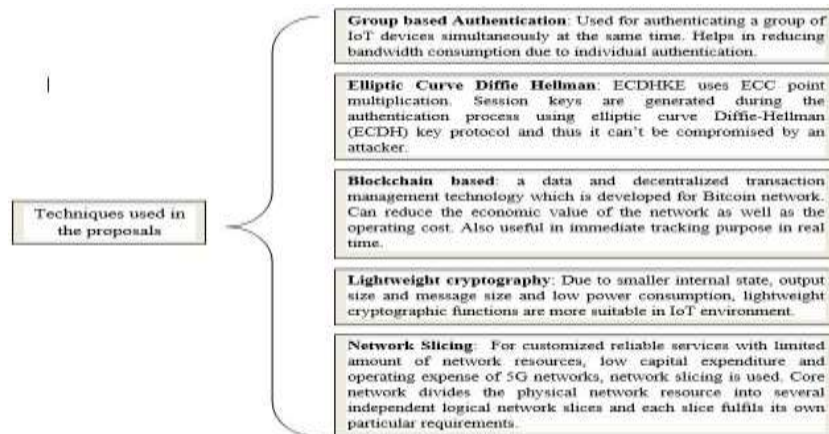 Group based Authentication: Used for authenticating a group of
IoT devices simultaneously at the same time. Helps in reducing
bandwidth consumption due to individual authentication.
Elliptic Curve Diffie Hellman: ECDHKE uses ECC point
multiplication. Session keys are generated during the
authentication process using elliptic curve Diffie-Hellman
(ECDH) key protocol and thus it can't be compromised by an
attacker.
Blockchain based: a data and decentralized transaction
management technology which is developed for Bitcoin network.
Can reduce the economic value of the network as well as the
operating cost. Also useful in immediate tracking purpose in real
time.
Techniques used in
the proposals
Lightweight cryptography: Due to smaller internal state, output
size and message size and low power consumption, lightweight
cryptographic functions are more suitable in IoT environment.
Network Slicing: For customized reliable services with limited
amount of network resources, low capital expenditure and
operating expense of 5G networks, network slicing is used. Core
network divides the physical network resource into several
independent logical network slices and each slice fulfils its own
particular requirements.